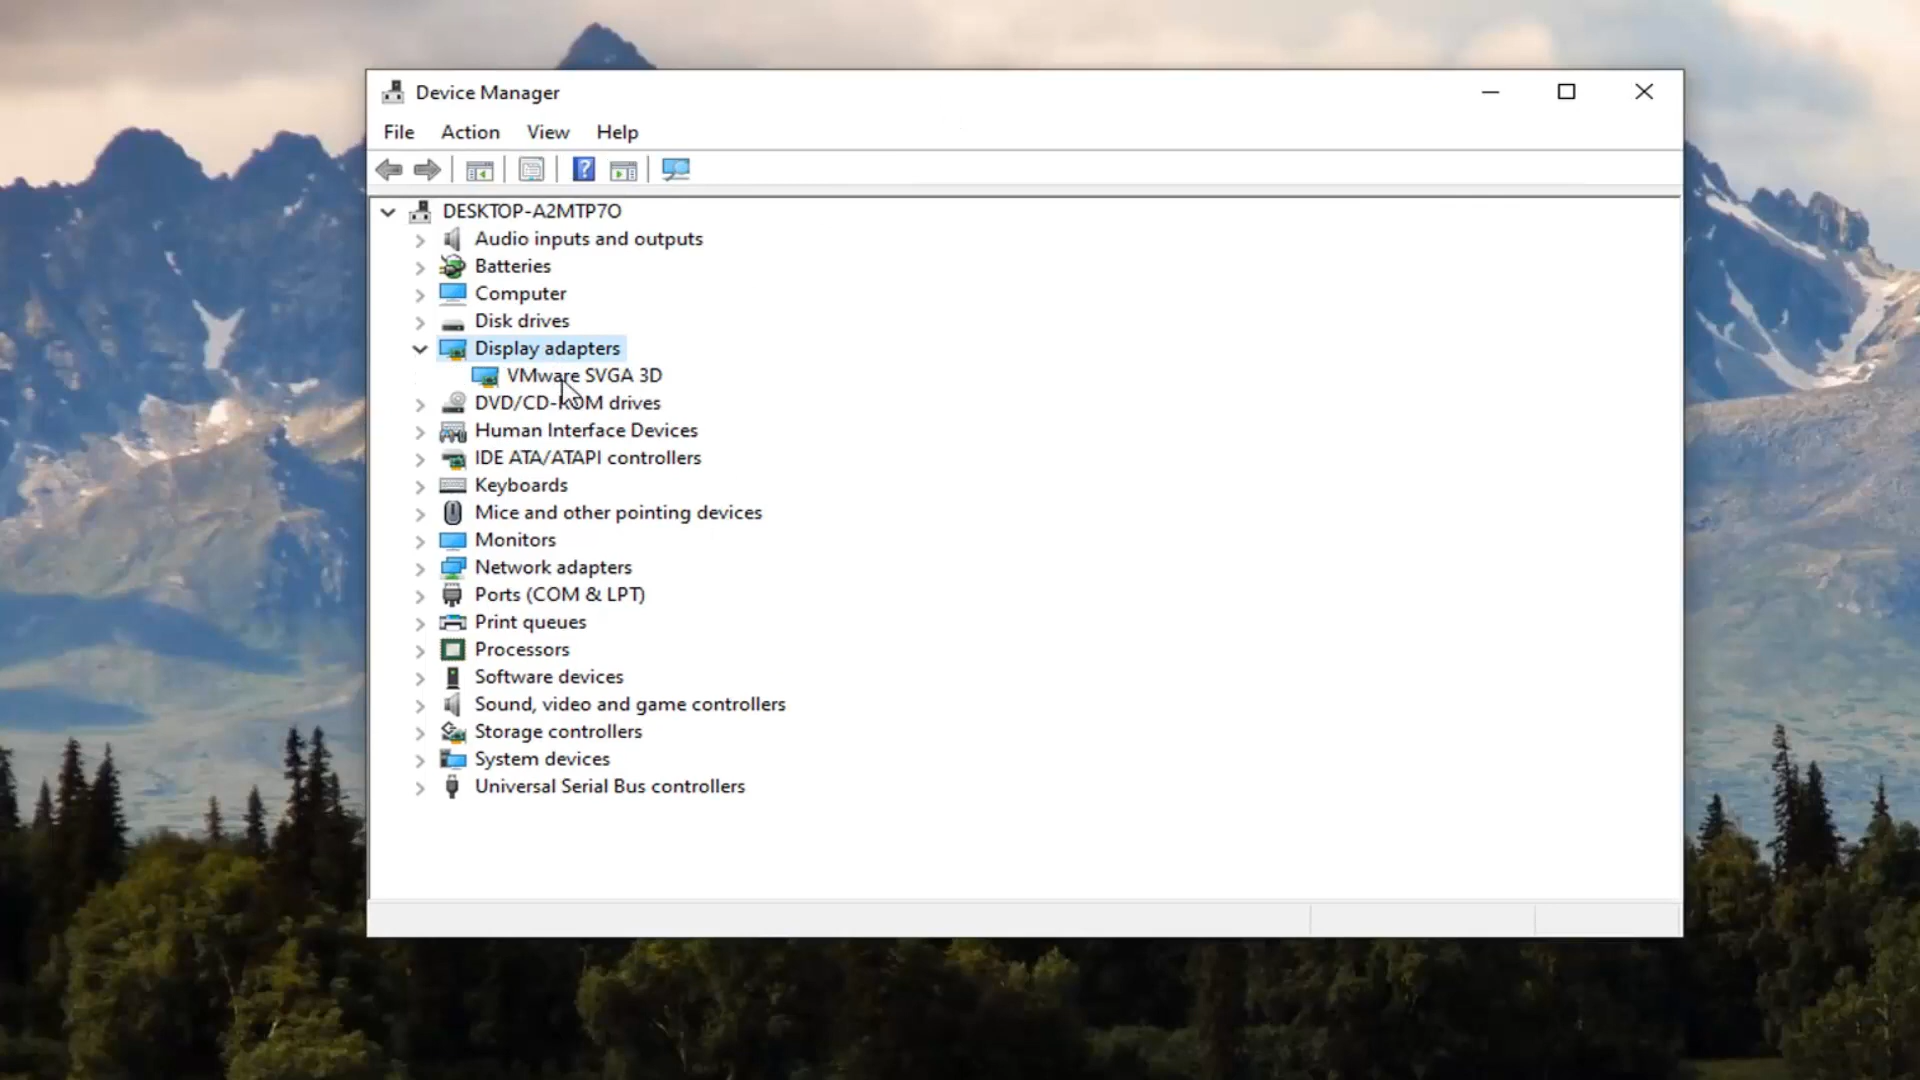 Device Manager
File Action View Help
?
DESKTOP-A2MTP7O
Audio inputs and outputs
Batteries
Computer
Disk drives
Display adapters
VMware SVGA 3D
DVD/CD-ROM drives
Human Interface Devices
IDE ATA/ATAPI controllers
Keyboards
Mice and other pointing devices
Monitors
Network adapters
Ports (COM & LPT)
Print queues
Processors
Software devices
Sound, video and game controllers
Storage controllers
System devices
Universal Serial Bus controllers